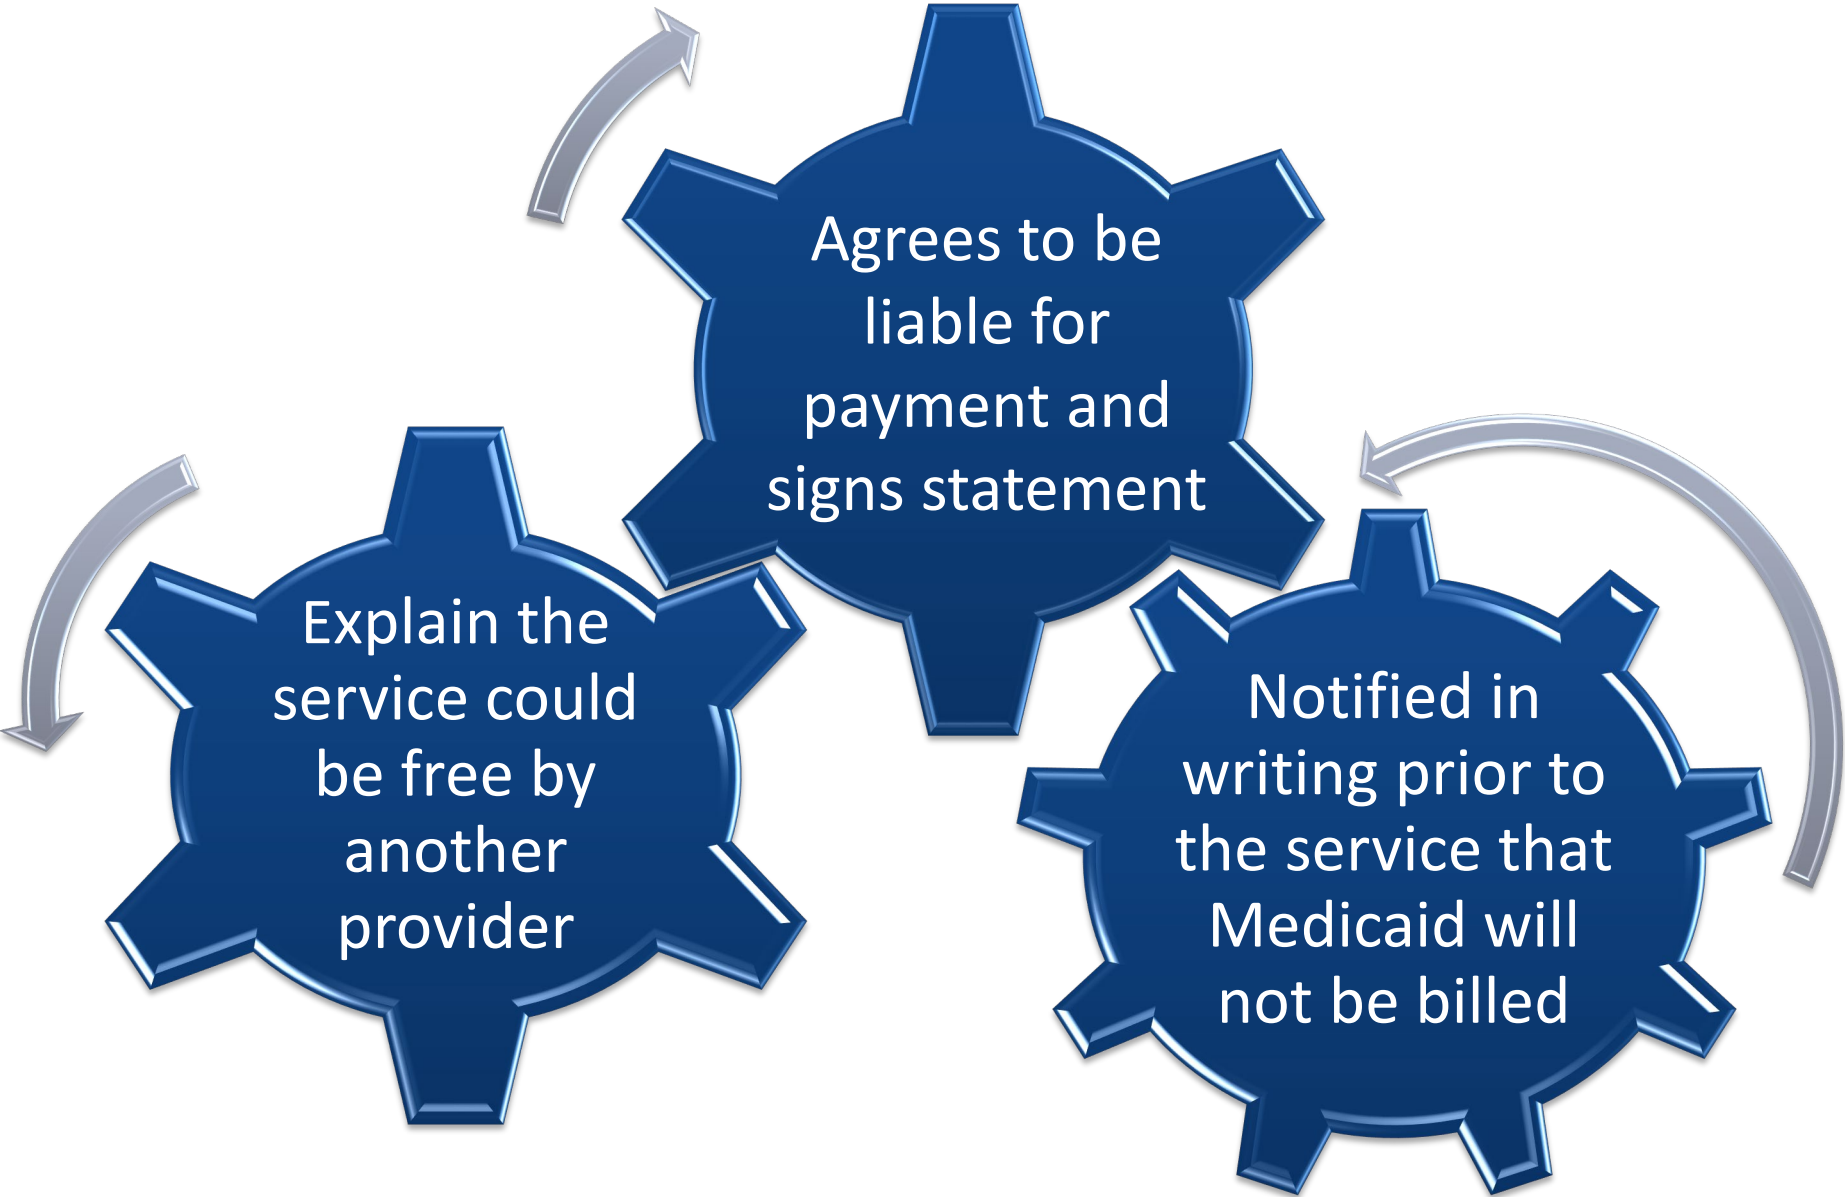 Agrees to be
liable for
payment and
signs statement
Explain the
service could
be free by
another
provider
Notified in
writing prior to
the service that
Medicaid will
not be billed